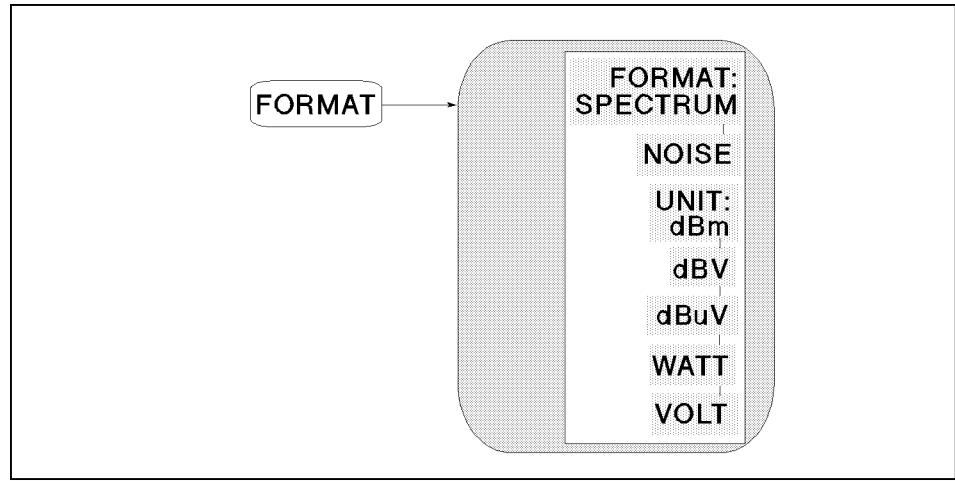 FORMAT
FORMAT:
SPECTRUM
NOISE
UNIT:
dBm
dBV
dBuV
WATT
VOLT